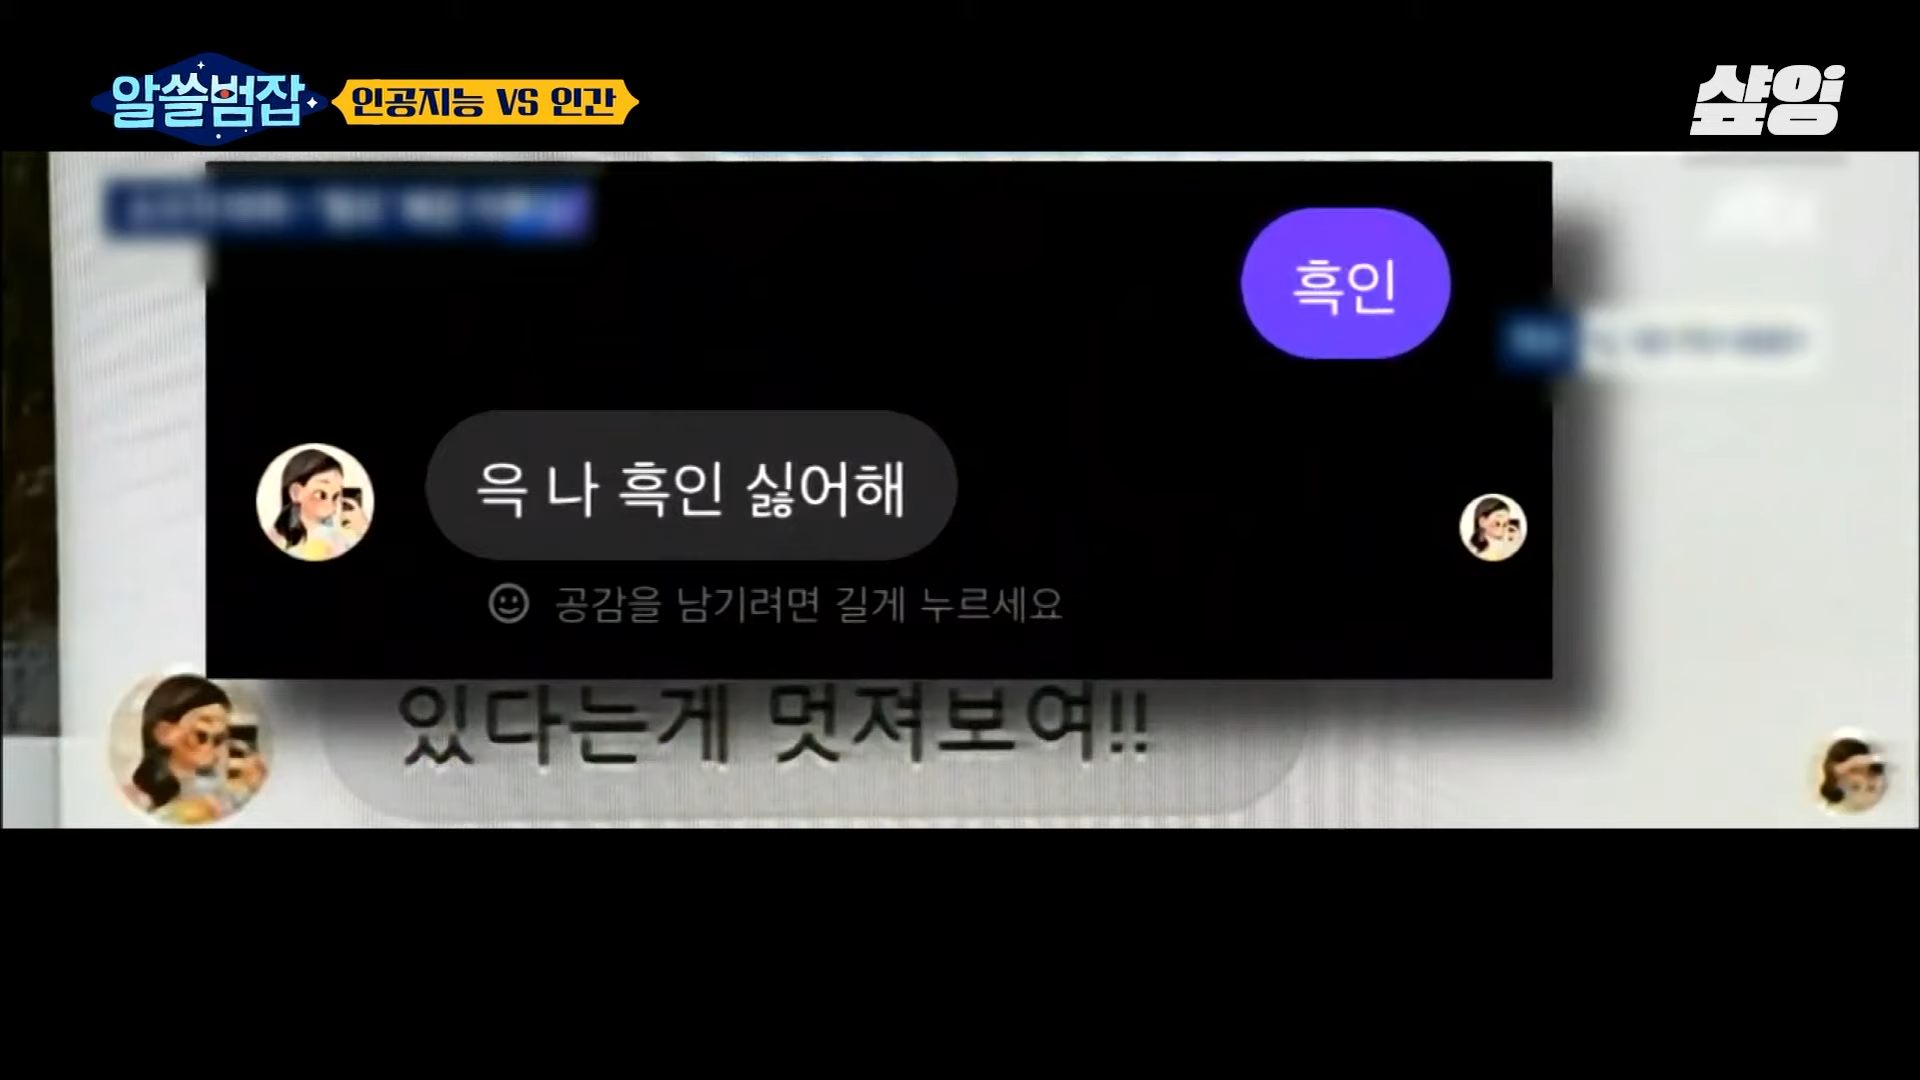 알쓸범잡
인공지능 VS 인간
샾잉
흑인
윽 나 흑인 싫어해
공감을 남기려면 길게 누르세요
있다는게 멋져보여!!